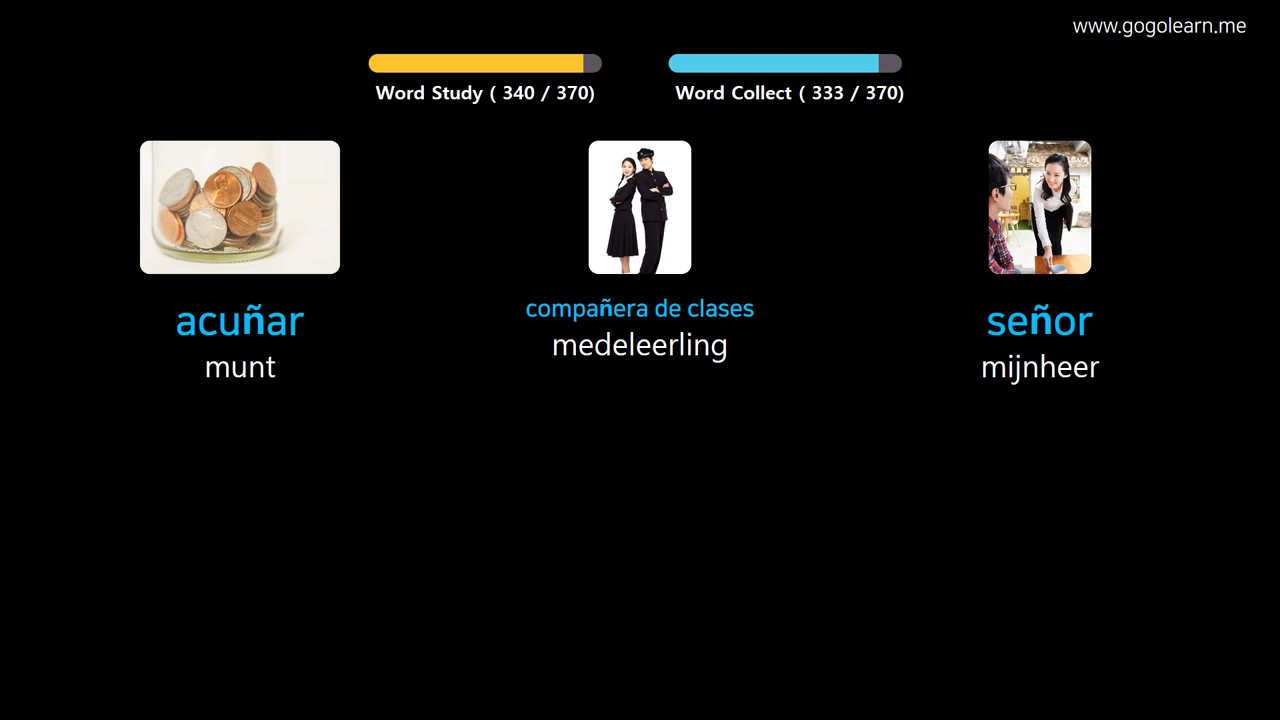 www.gogolearn.me
Word Study ( 340 / 370)
Word Collect ( 333 / 370)
acuñar
munt
compañera de clases
medeleerling
señor
mijnheer